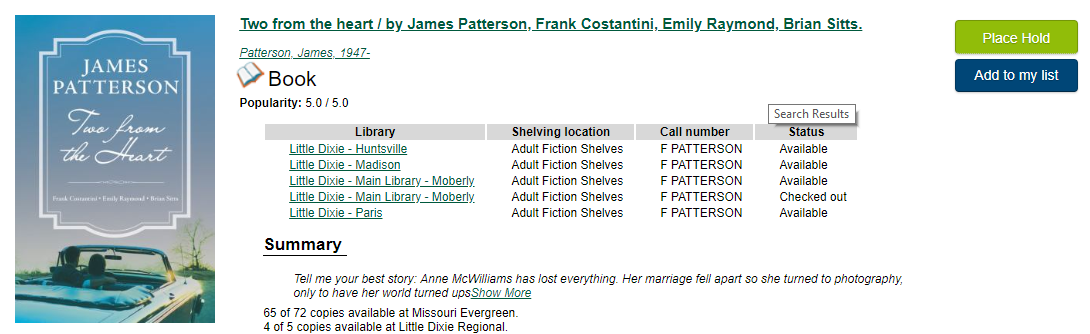 JAMES
PATTERSON
Two from
the Heart
Frank Costantini • Emily Raymond • Brian Sitts
Two from the heart / by James Patterson, Frank Costantini, Emily Raymond, Brian Sitts.
Patterson, James, 1947-
Book
Popularity: 5.0 / 5.0
Place Hold
Add to my list
Search Results
Library Shelving location Call number Status
Little Dixie - Huntsville Adult Fiction Shelves F PATTERSON Available
Little Dixie - Madison Adult Fiction Shelves F PATTERSON Available
Little Dixie - Main Library - Moberly Adult Fiction Shelves F PATTERSON Available
Little Dixie - Main Library - Moberly Adult Fiction Shelves F PATTERSON Checked out
Little Dixie - Paris Adult Fiction Shelves F PATTERSON Available
Summary
Tell me your best story: Anne McWilliams has lost everything. Her marriage fell apart so she turned to photography,
only to have her world turned upsShow More
65 of 72 copies available at Missouri Evergreen.
4 of 5 copies available at Little Dixie Regional.